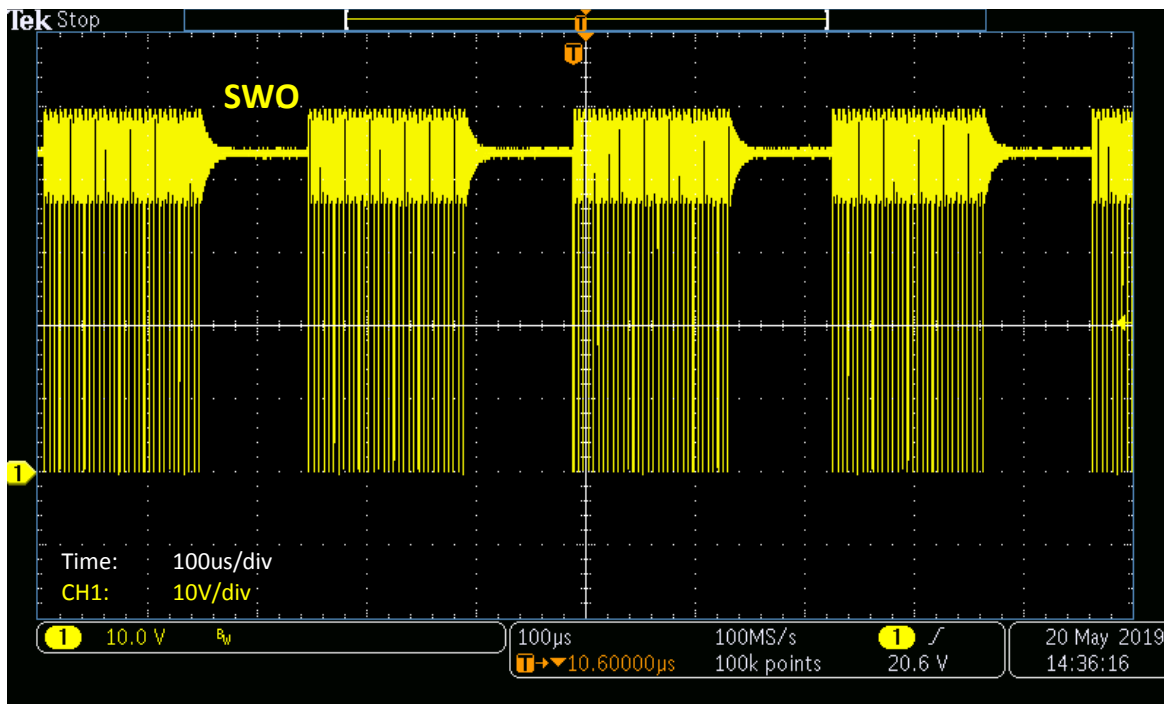 Tek Stop
T
T
SWO
1
Time: 100us/div
CH1: 10V/div
1 10.0 V BW
100µs 100MS/s 1 /
T→▼10.60000µs 100k points 20.6 V
20 May 2019
14:36:16